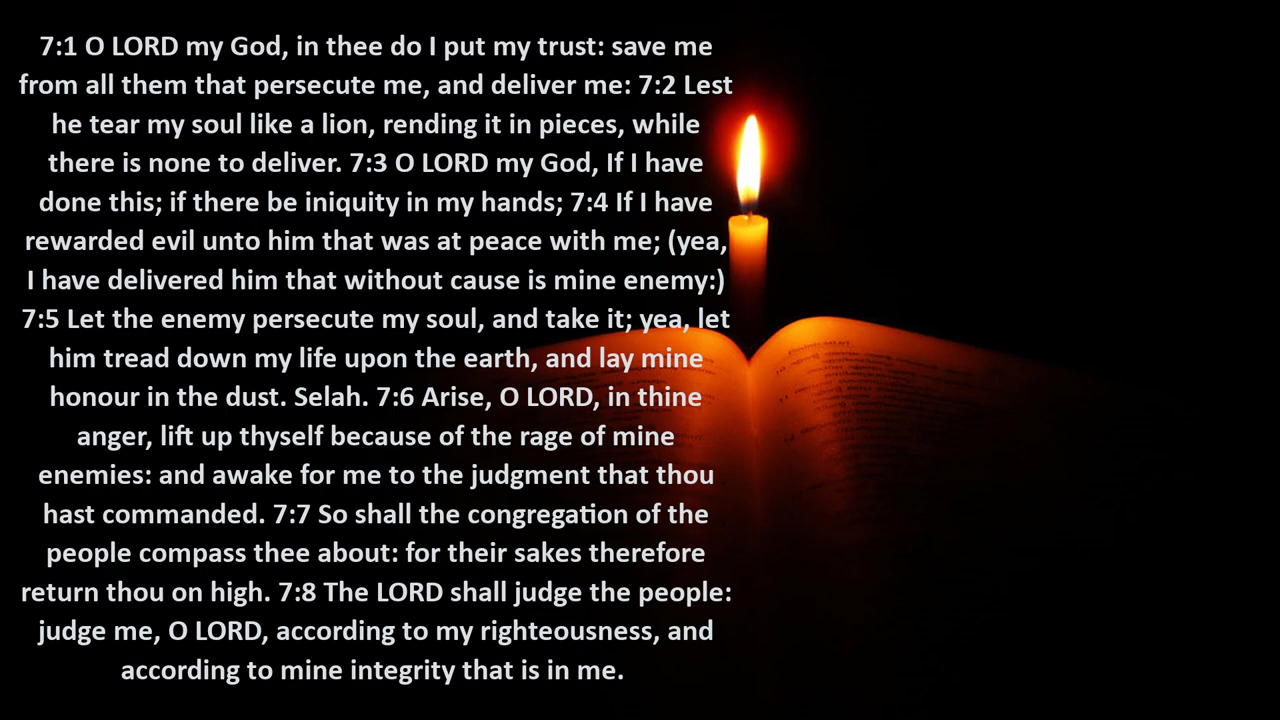 7:1 O LORD my God, in thee do I put my trust: save me
from all them that persecute me, and deliver me: 7:2 Lest
he tear my soul like a lion, rending it in pieces, while
there is none to deliver. 7:3 O LORD my God, If I have
done this; if there be iniquity in my hands; 7:4 If I have
rewarded evil unto him that was at peace with me; (yea,
I have delivered him that without cause is mine enemy:)
7:5 Let the enemy persecute my soul, and take it; yea, let
him tread down my life upon the earth, and lay mine
honour in the dust. Selah. 7:6 Arise, O LORD, in thine
anger, lift up thyself because of the rage of mine
enemies: and awake for me to the judgment that thou
hast commanded. 7:7 So shall the congregation of the
people compass thee about: for their sakes therefore
return thou on high. 7:8 The LORD shall judge the people:
judge me, O LORD, according to my righteousness, and
according to mine integrity that is in me.